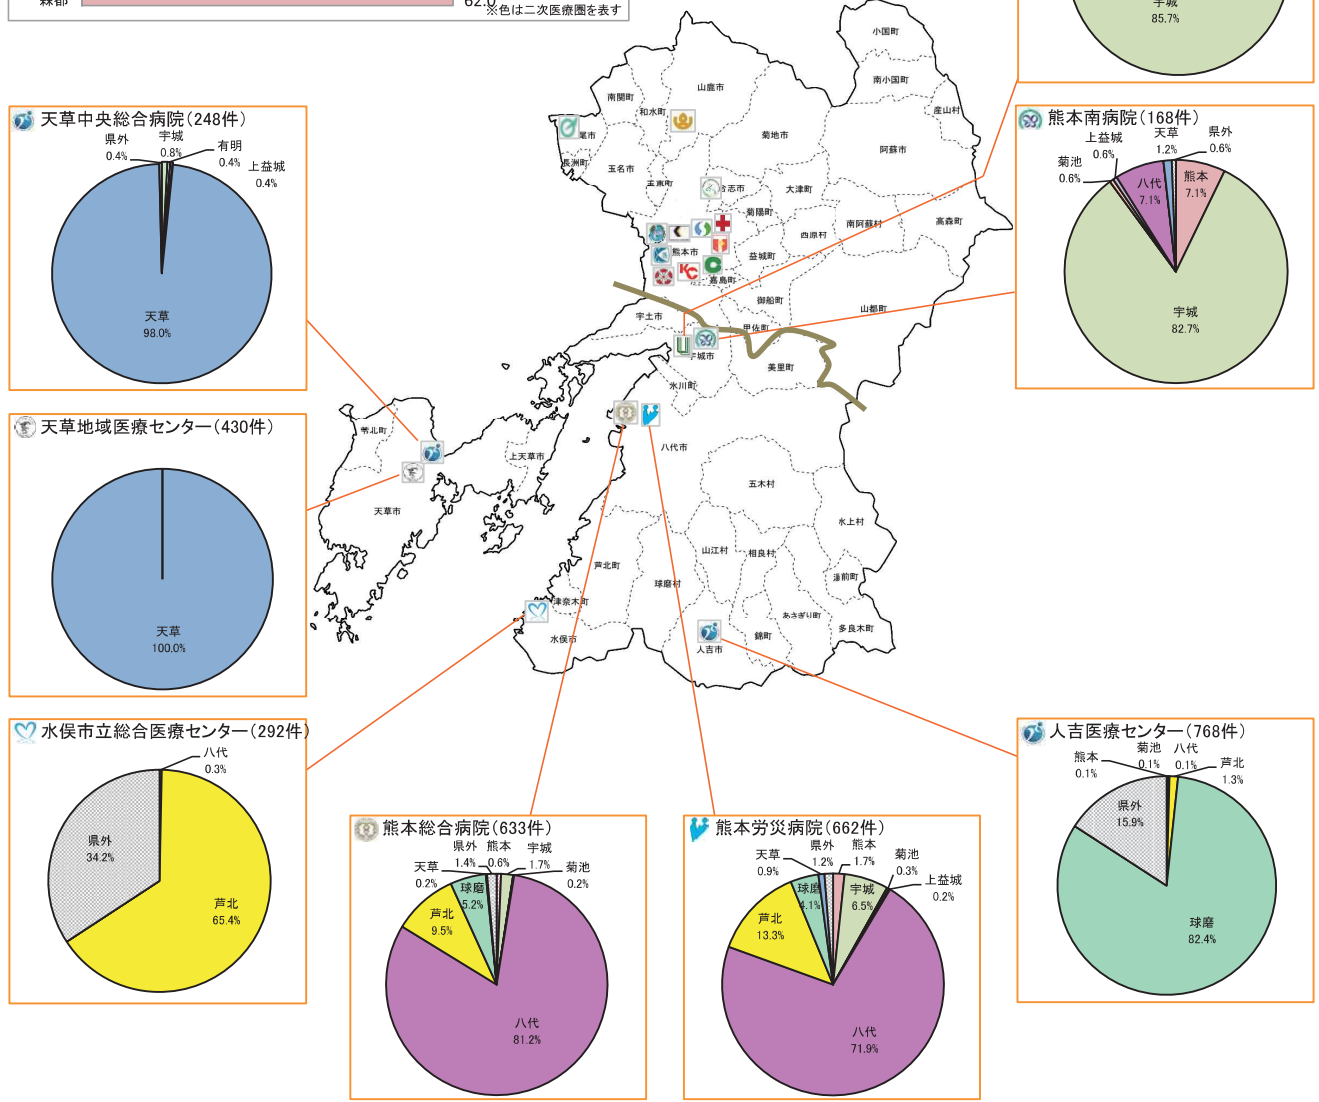 62.0
※色は二次医療圏を表す
宇城
85.7%
天草中央総合病院(248件)
県外
0.4%
宇城
0.8%
有明
0.4%
上益城
0.4%
天草
98.0%
天草地域医療センター(430件)
天草
100.0%
水俣市立総合医療センター(292件)
八代
0.3%
県外
34.2%
芦北
65.4%
熊本総合病院(633件)
天草
0.2%
県外
1.4%
熊本
0.6%
宇城
1.7%
菊池
0.2%
球磨
5.2%
芦北
9.5%
八代
81.2%
熊本労災病院(662件)
天草
0.9%
県外
1.2%
熊本
1.7%
菊池
0.3%
上益城
0.2%
球磨
4.1%
宇城
6.5%
芦北
13.3%
八代
71.9%
人吉医療センター(768件)
熊本
0.1%
菊池
0.1%
八代
0.1%
芦北
1.3%
県外
15.9%
球磨
82.4%
熊本南病院(168件)
菊池
0.6%
上益城
0.6%
天草
1.2%
県外
0.6%
八代
7.1%
熊本
7.1%
宇城
82.7%
小国町
南小国町
産山村
山鹿市
南関町
和水町
尾市
長洲町
玉名市
玉東町
菊地市
阿蘇市
合志市
大津町
菊陽町
西原村
南阿蘇村
高森町
熊本市
益城町
嘉島町
御船町
山都町
甲佐町
宇土市
宇城市
美里町
氷川町
八代市
苓北町
上天草市
天草市
五木村
水上村
山江村
相良村
湯前町
芦北町
球磨村
津奈木町
水俣市
あさぎり町
錦町
多良木町
人吉市
KC